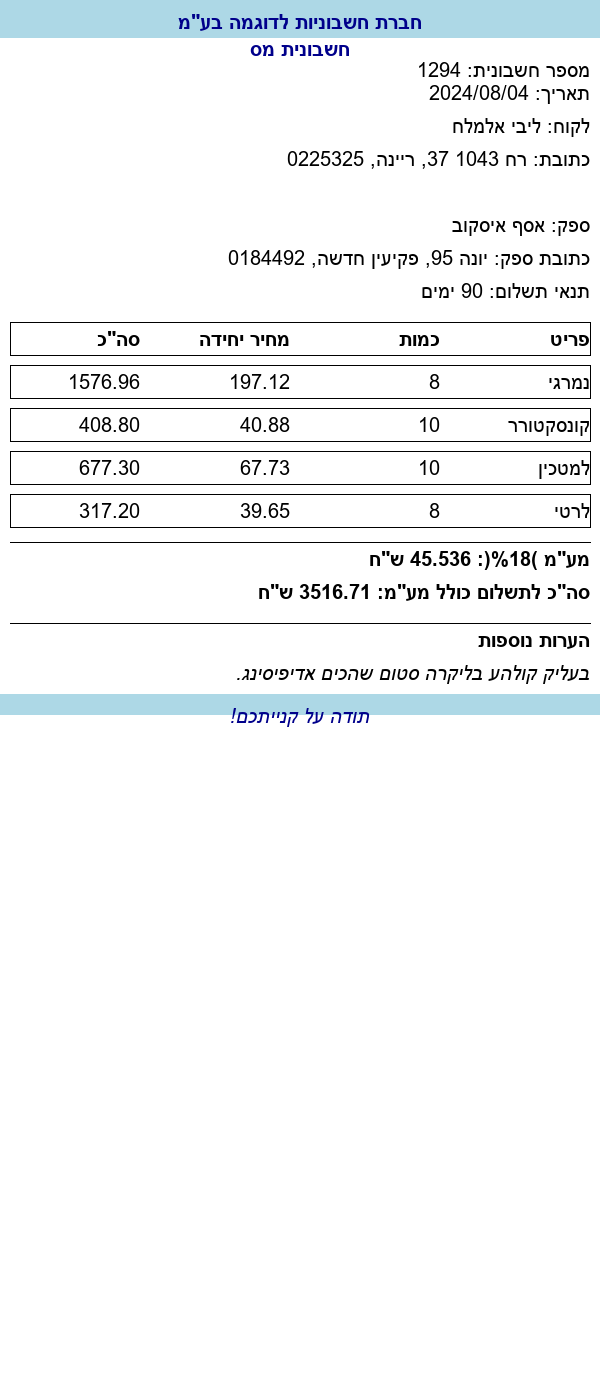 חברת חשבוניות לדוגמה בע"מ
חשבונית מס
מספר חשבונית: 1294
תאריך: 2024/08/04
לקוח: ליבי אלמלח
כתובת: רח 1043 37, ריינה, 0225325
ספק: אסף איסקוב
כתובת ספק: יונה 95, פקיעין חדשה, 0184492
תנאי תשלום: 90 ימים
פריט כמות מחיר יחידה סה"כ
נמרגי 8 197.12 1576.96
קונסקטורר 10 40.88 408.80
למטכין 10 67.73 677.30
לרטי 8 39.65 317.20
מע"מ )18%(: 45.536 ש"ח
סה"כ לתשלום כולל מע"מ: 3516.71 ש"ח
הערות נוספות
בעליק קולהע בליקרה סטום שהכים אדיפיסינג.
תודה על קנייתכם!